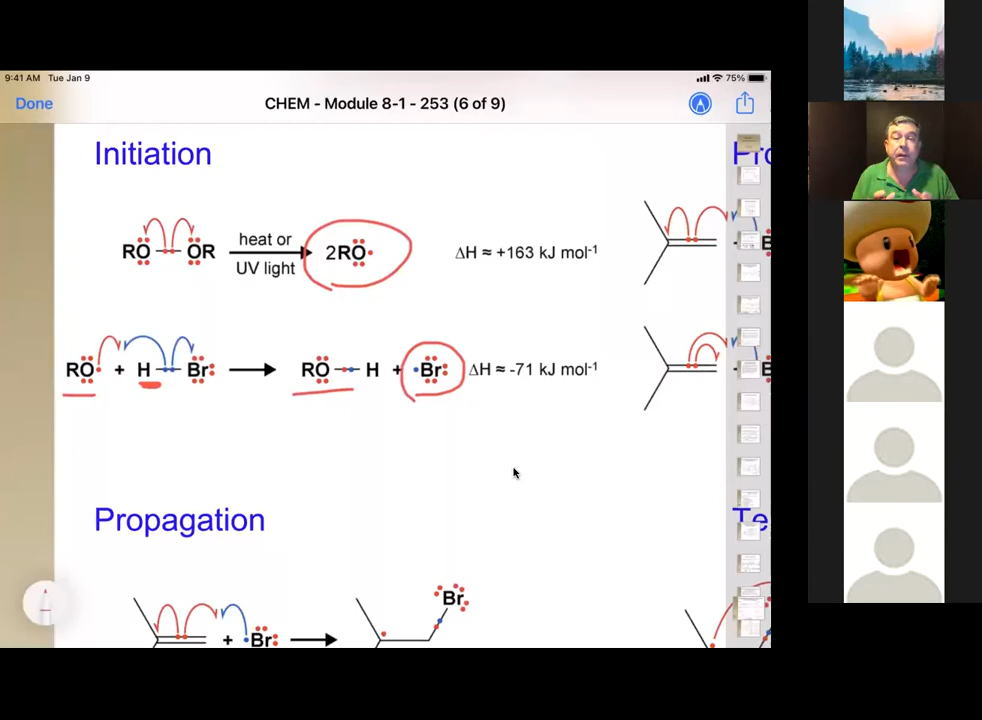 9:41 AM Tue Jan 9
75%
Done
CHEM - Module 8-1 - 253 (6 of 9)
Initiation
RO — OR
heat or
UV light
2RO·
ΔH ≈ +163 kJ mol⁻¹
RO· + H — Br: → RO — H + ·Br: ΔH ≈ -71 kJ mol⁻¹
Propagation
Br:
+ ·Br: →